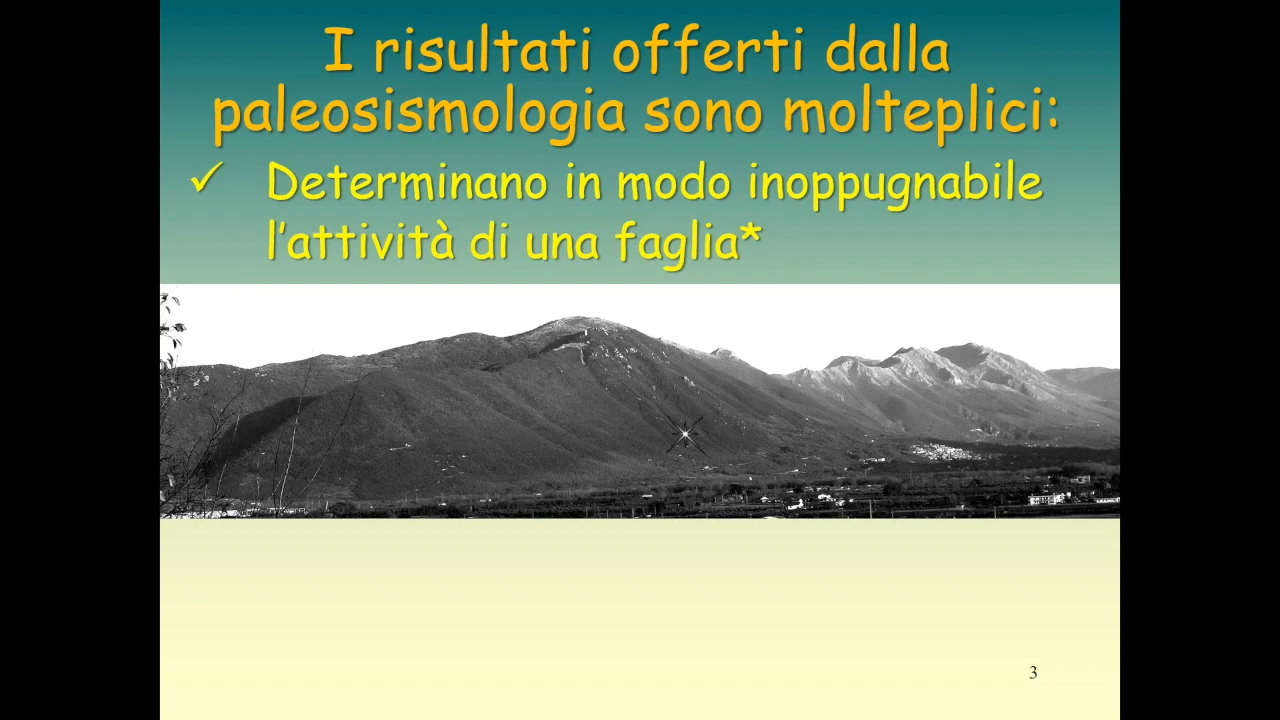 I risultati offerti dalla
paleosismologia sono molteplici:
✓ Determinano in modo inoppugnabile
l'attività di una faglia*
3